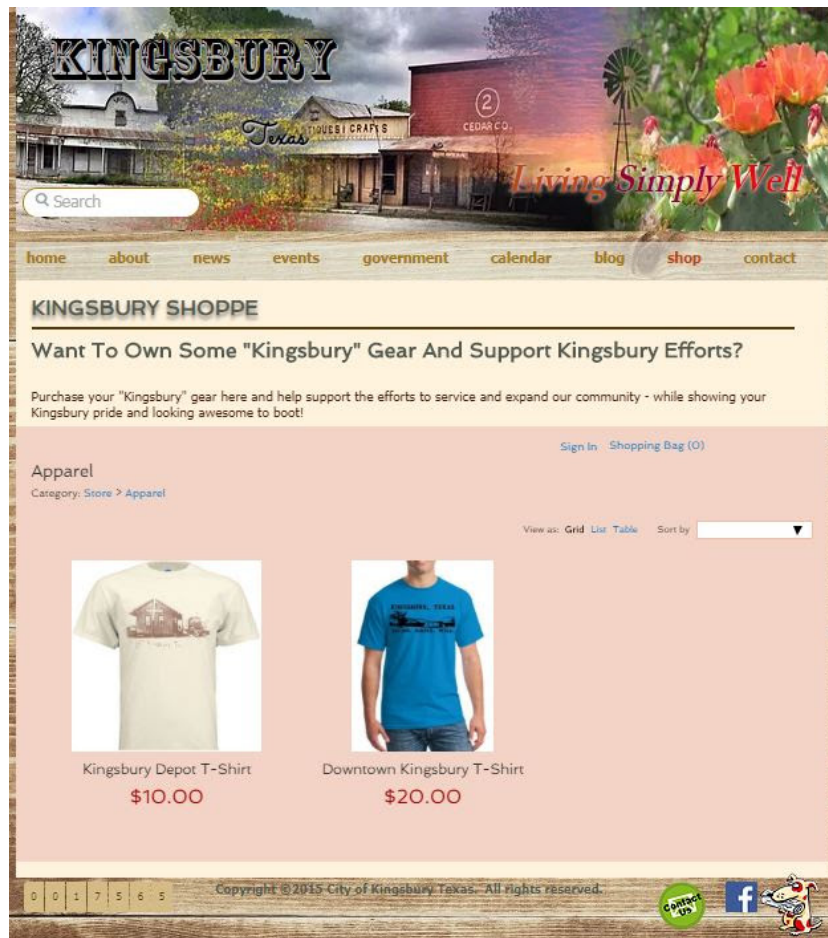 KINGSBURY
Texas
ANTIQUES & CRAFTS
2
CEDAR CO.
Living Simply Well
Search
home about news events government calendar blog shop contact
KINGSBURY SHOPPE
Want To Own Some "Kingsbury" Gear And Support Kingsbury Efforts?
Purchase your "Kingsbury" gear here and help support the efforts to service and expand our community - while showing your
Kingsbury pride and looking awesome to boot!
Sign In Shopping Bag (0)
Apparel
Category: Store > Apparel
View as: Grid List Table Sort by
KINGSBURY, TEXAS
Kingsbury Depot T-Shirt Downtown Kingsbury T-Shirt
$10.00 $20.00
0 0 1 7 5 6 5
Copyright ©2015 City of Kingsbury Texas. All rights reserved.
Contact
Us
f